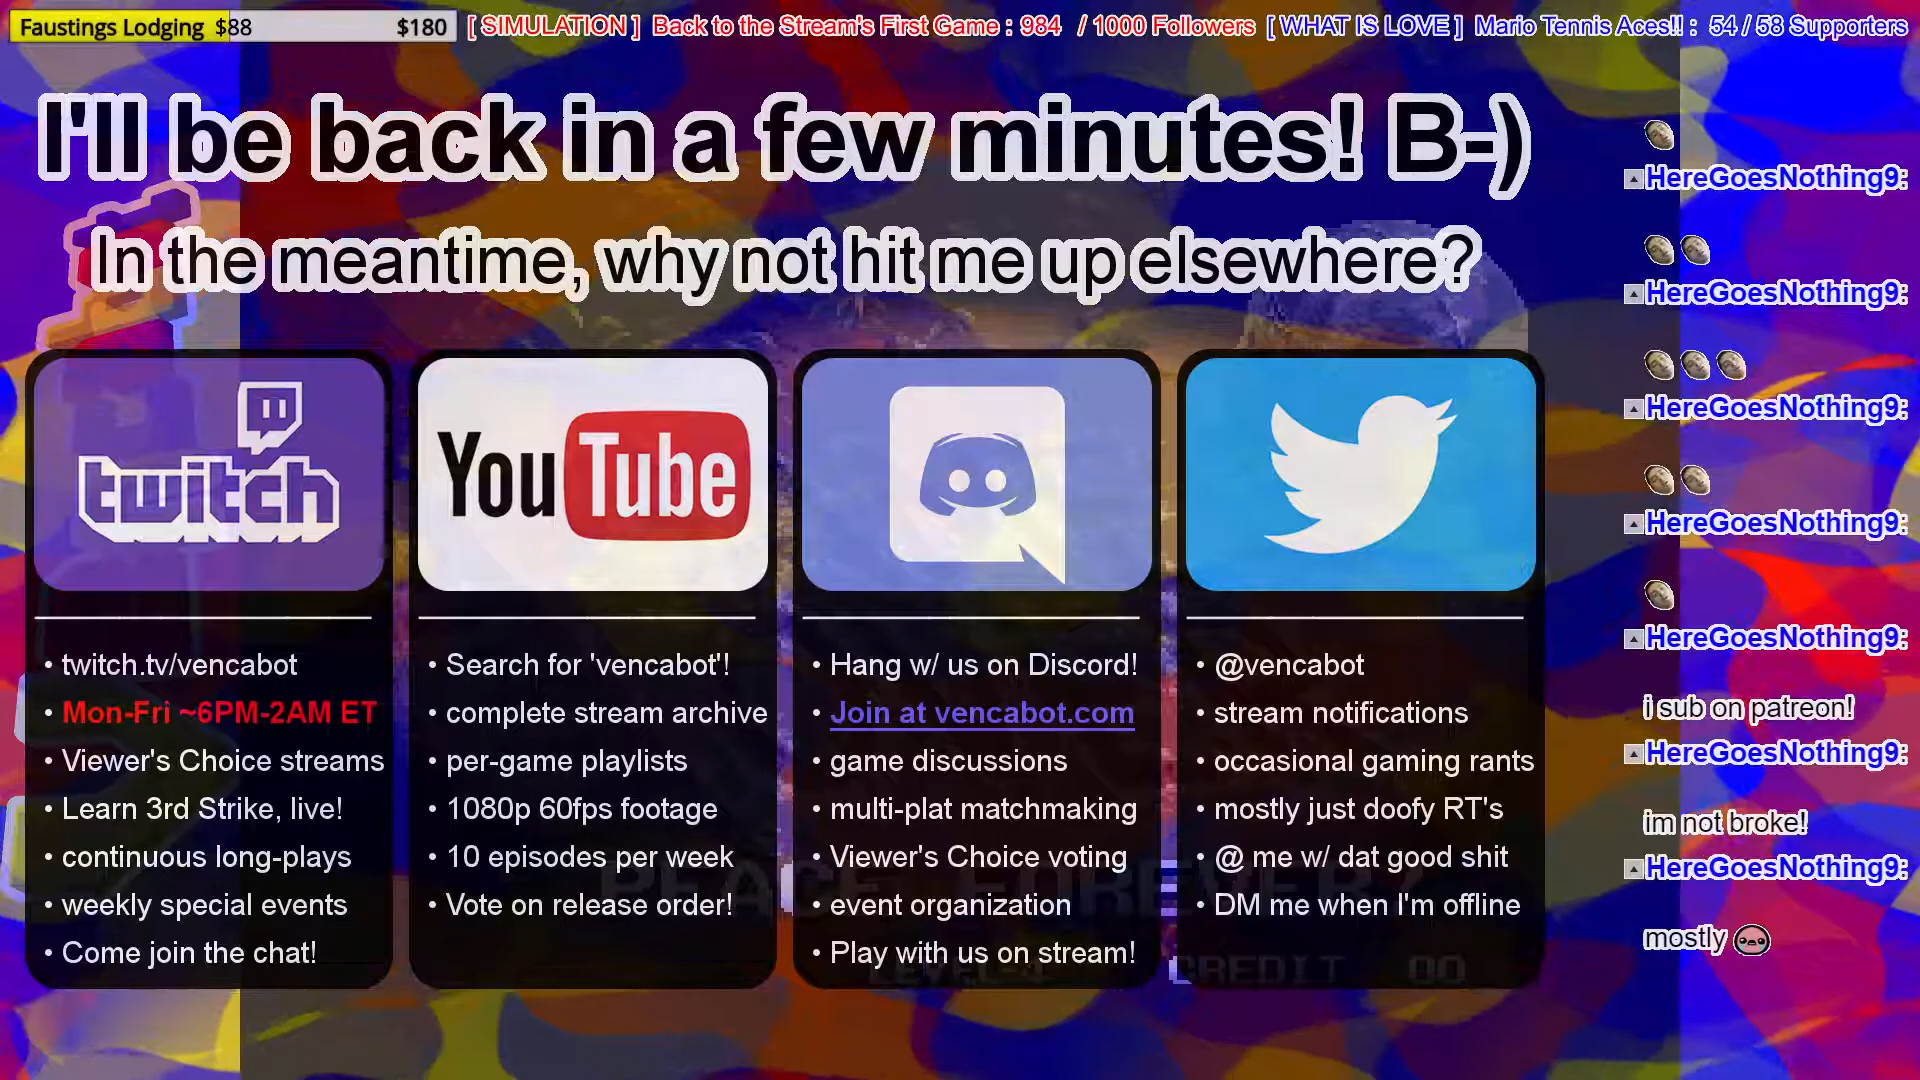 Faustings Lodging $88 $180 [ SIMULATION ] Back to the Stream's First Game : 984 / 1000 Followers [ WHAT IS LOVE ] Mario Tennis Aces!! : 54 / 58 Supporters
I'll be back in a few minutes! B-)
In the meantime, why not hit me up elsewhere?
twitch
• twitch.tv/vencabot
• Mon-Fri ~6PM-2AM ET
• Viewer's Choice streams
• Learn 3rd Strike, live!
• continuous long-plays
• weekly special events
• Come join the chat!
YouTube
• Search for 'vencabot'!
• complete stream archive
• per-game playlists
• 1080p 60fps footage
• 10 episodes per week
• Vote on release order!
• Hang w/ us on Discord!
• Join at vencabot.com
• game discussions
• multi-plat matchmaking
• Viewer's Choice voting
• event organization
• Play with us on stream!
• @vencabot
• stream notifications
• occasional gaming rants
• mostly just doofy RT's
• @ me w/ dat good shit
• DM me when I'm offline
PEACE FOREVER!
LEVEL-4 CREDIT 00
HereGoesNothing9:
HereGoesNothing9:
HereGoesNothing9:
HereGoesNothing9:
HereGoesNothing9:
i sub on patreon!
HereGoesNothing9:
im not broke!
HereGoesNothing9:
mostly